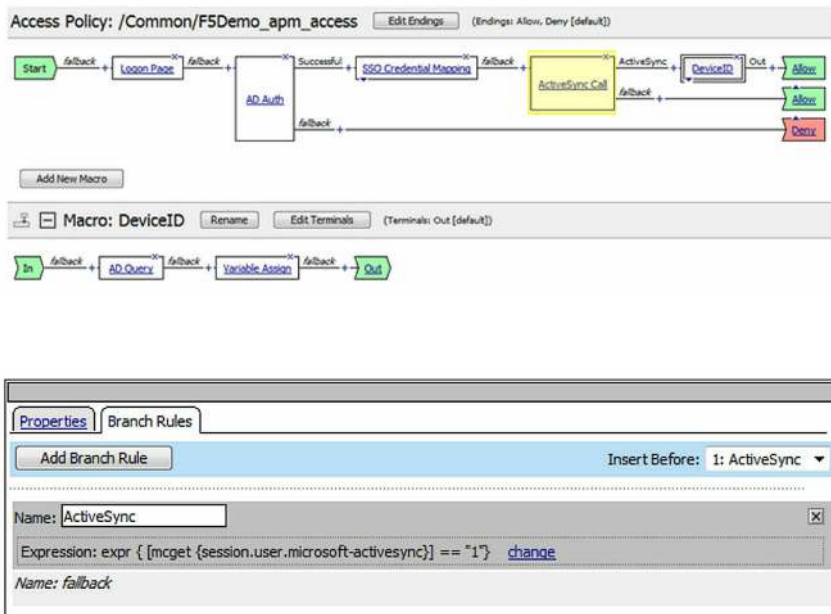 Access Policy: /Common/F5Demo_apm_access Edit Endings (Endings: Allow, Deny [default])
Start fallback + Logon Page fallback + AD Auth Successful + SSO Credential Mapping fallback + ActiveSync Call ActiveSync + DeviceID Out + Allow
fallback + Allow
fallback + Deny
Add New Macro
Macro: DeviceID Rename Edit Terminals (Terminals: Out [default])
In fallback + AD Query fallback + Variable Assign fallback + Out
Properties Branch Rules
Add Branch Rule Insert Before: 1: ActiveSync
Name: ActiveSync
Expression: expr { [mcget {session.user.microsoft-activesync}] == "1"} change
Name: fallback